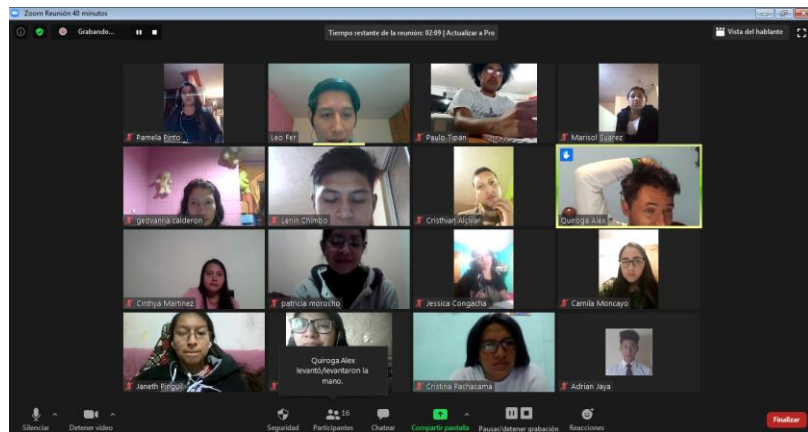 Zoom Reunión 40 minutos
Grabando...
Tiempo restante de la reunión: 02:09 | Actualizar a Pro
Vista del hablante
Pamela Pinto
Leo Fer
Paulo Tipan
Marisol Suarez
geovanna calderon
Lenin Chimbo
Cristhian Alcivar
Quiroga Alex
Cinthya Martinez
patricia morocho
Jessica Congacha
Camila Moncayo
Janeth Pinguil
Quiroga Alex
levantó/levantaron la
mano.
Cristina Pachacama
Adrian Jaya
Silenciar
Detener video
Seguridad
Participantes
16
Chatear
Compartir pantalla
Pausar/detener grabación
Reacciones
Finalizar